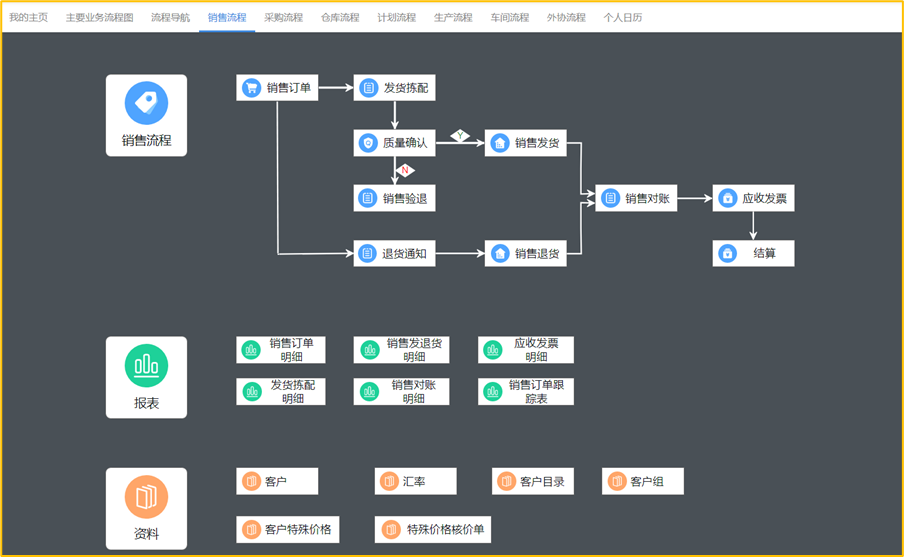 我的主页 主要业务流程图 流程导航 销售流程 采购流程 仓库流程 计划流程 生产流程 车间流程 外协流程 个人日历
销售流程
销售订单 发货拣配
质量确认 Y 销售发货
N
销售验退 销售对账 应收发票
退货通知 销售退货 结算
报表
销售订单
明细
销售发退货
明细
应收发票
明细
发货拣配
明细
销售对账
明细
销售订单跟
踪表
资料
客户 汇率 客户目录 客户组
客户特殊价格 特殊价格核价单